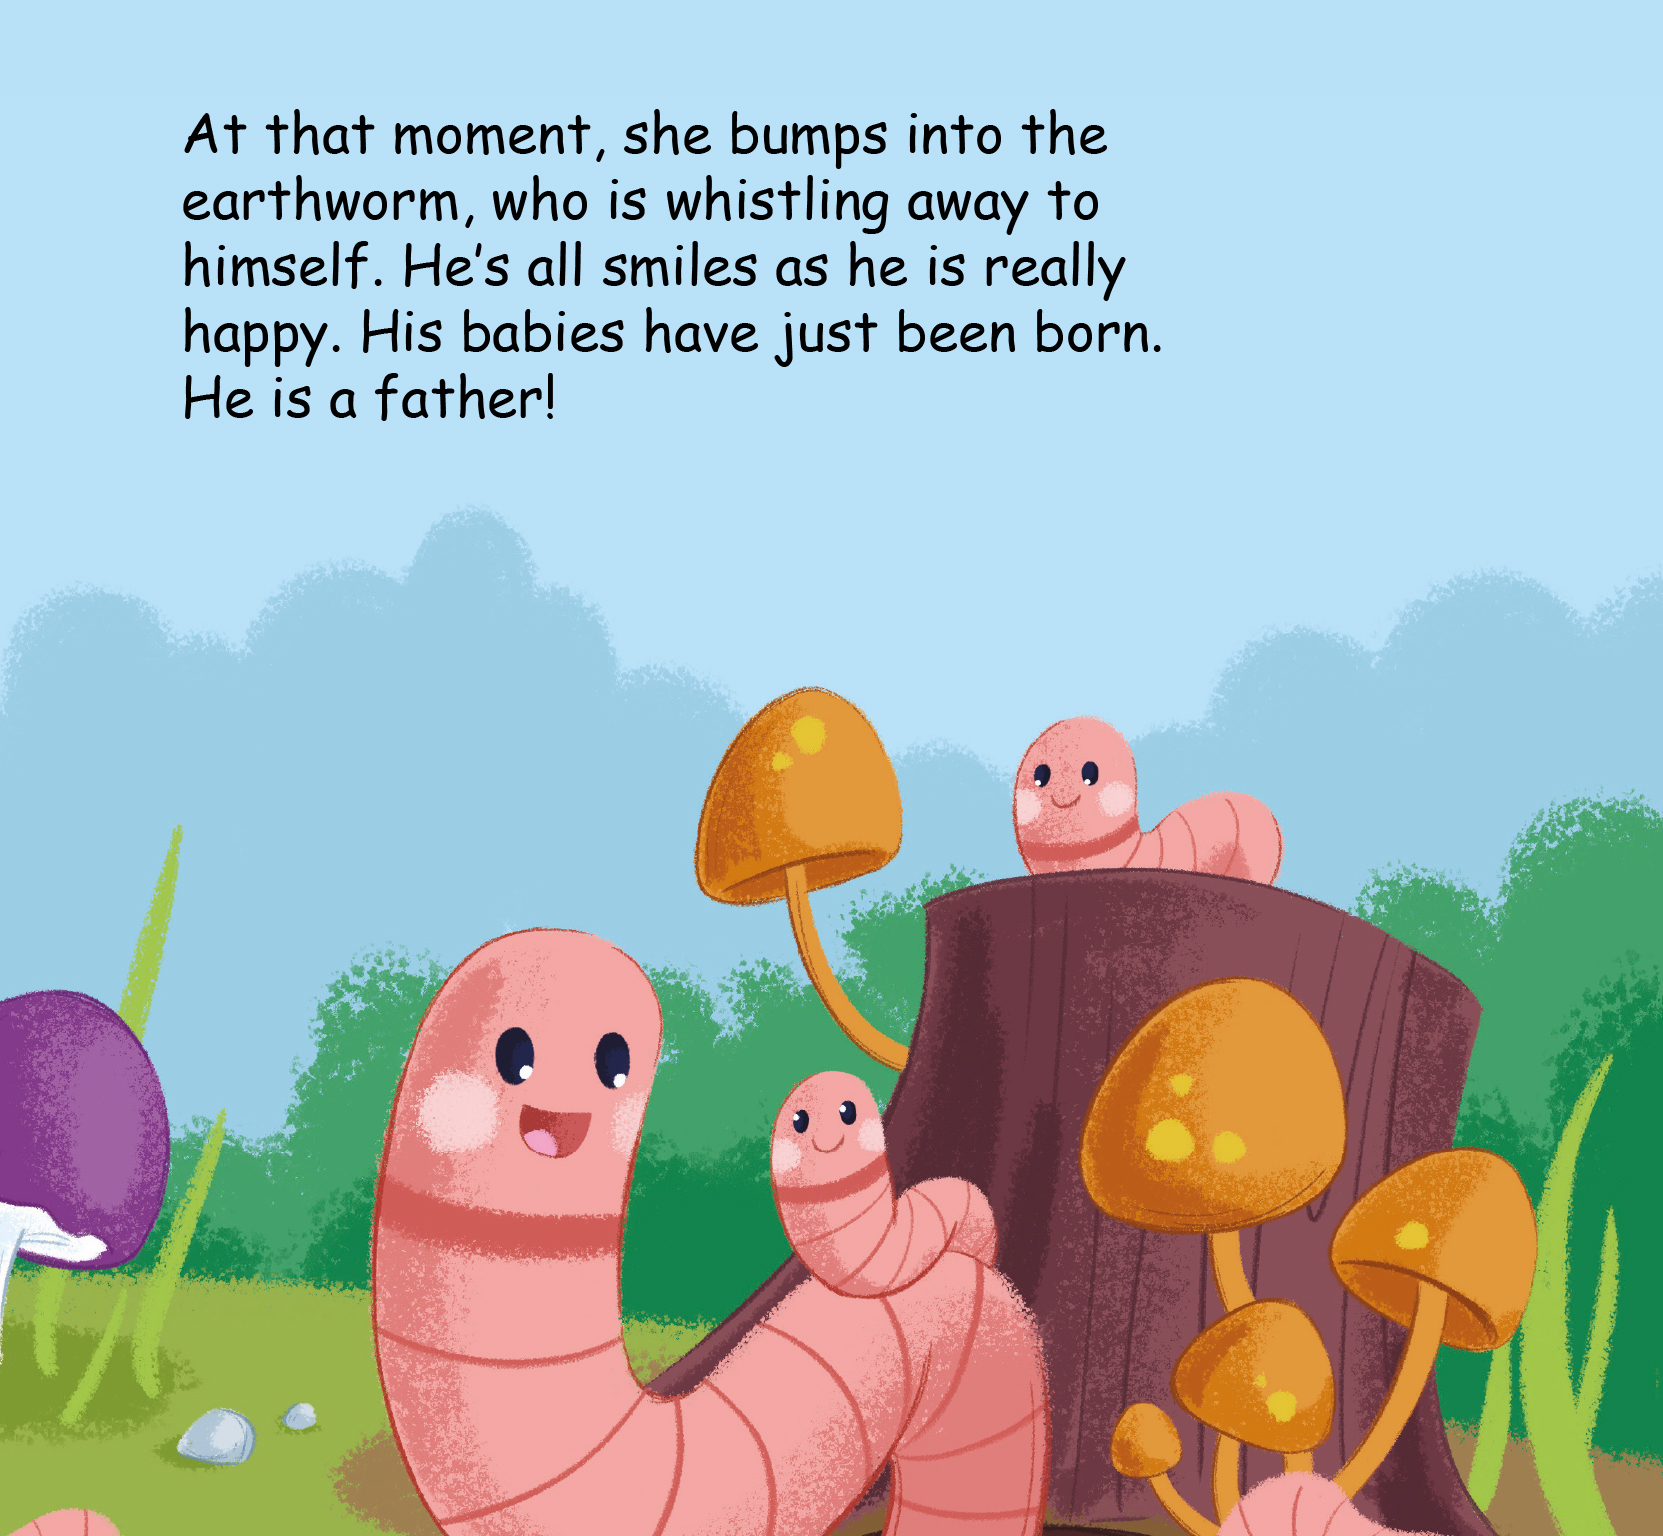 At that moment, she bumps into the
earthworm, who is whistling away to
himself. He’s all smiles as he is really
happy. His babies have just been born.
He is a father!